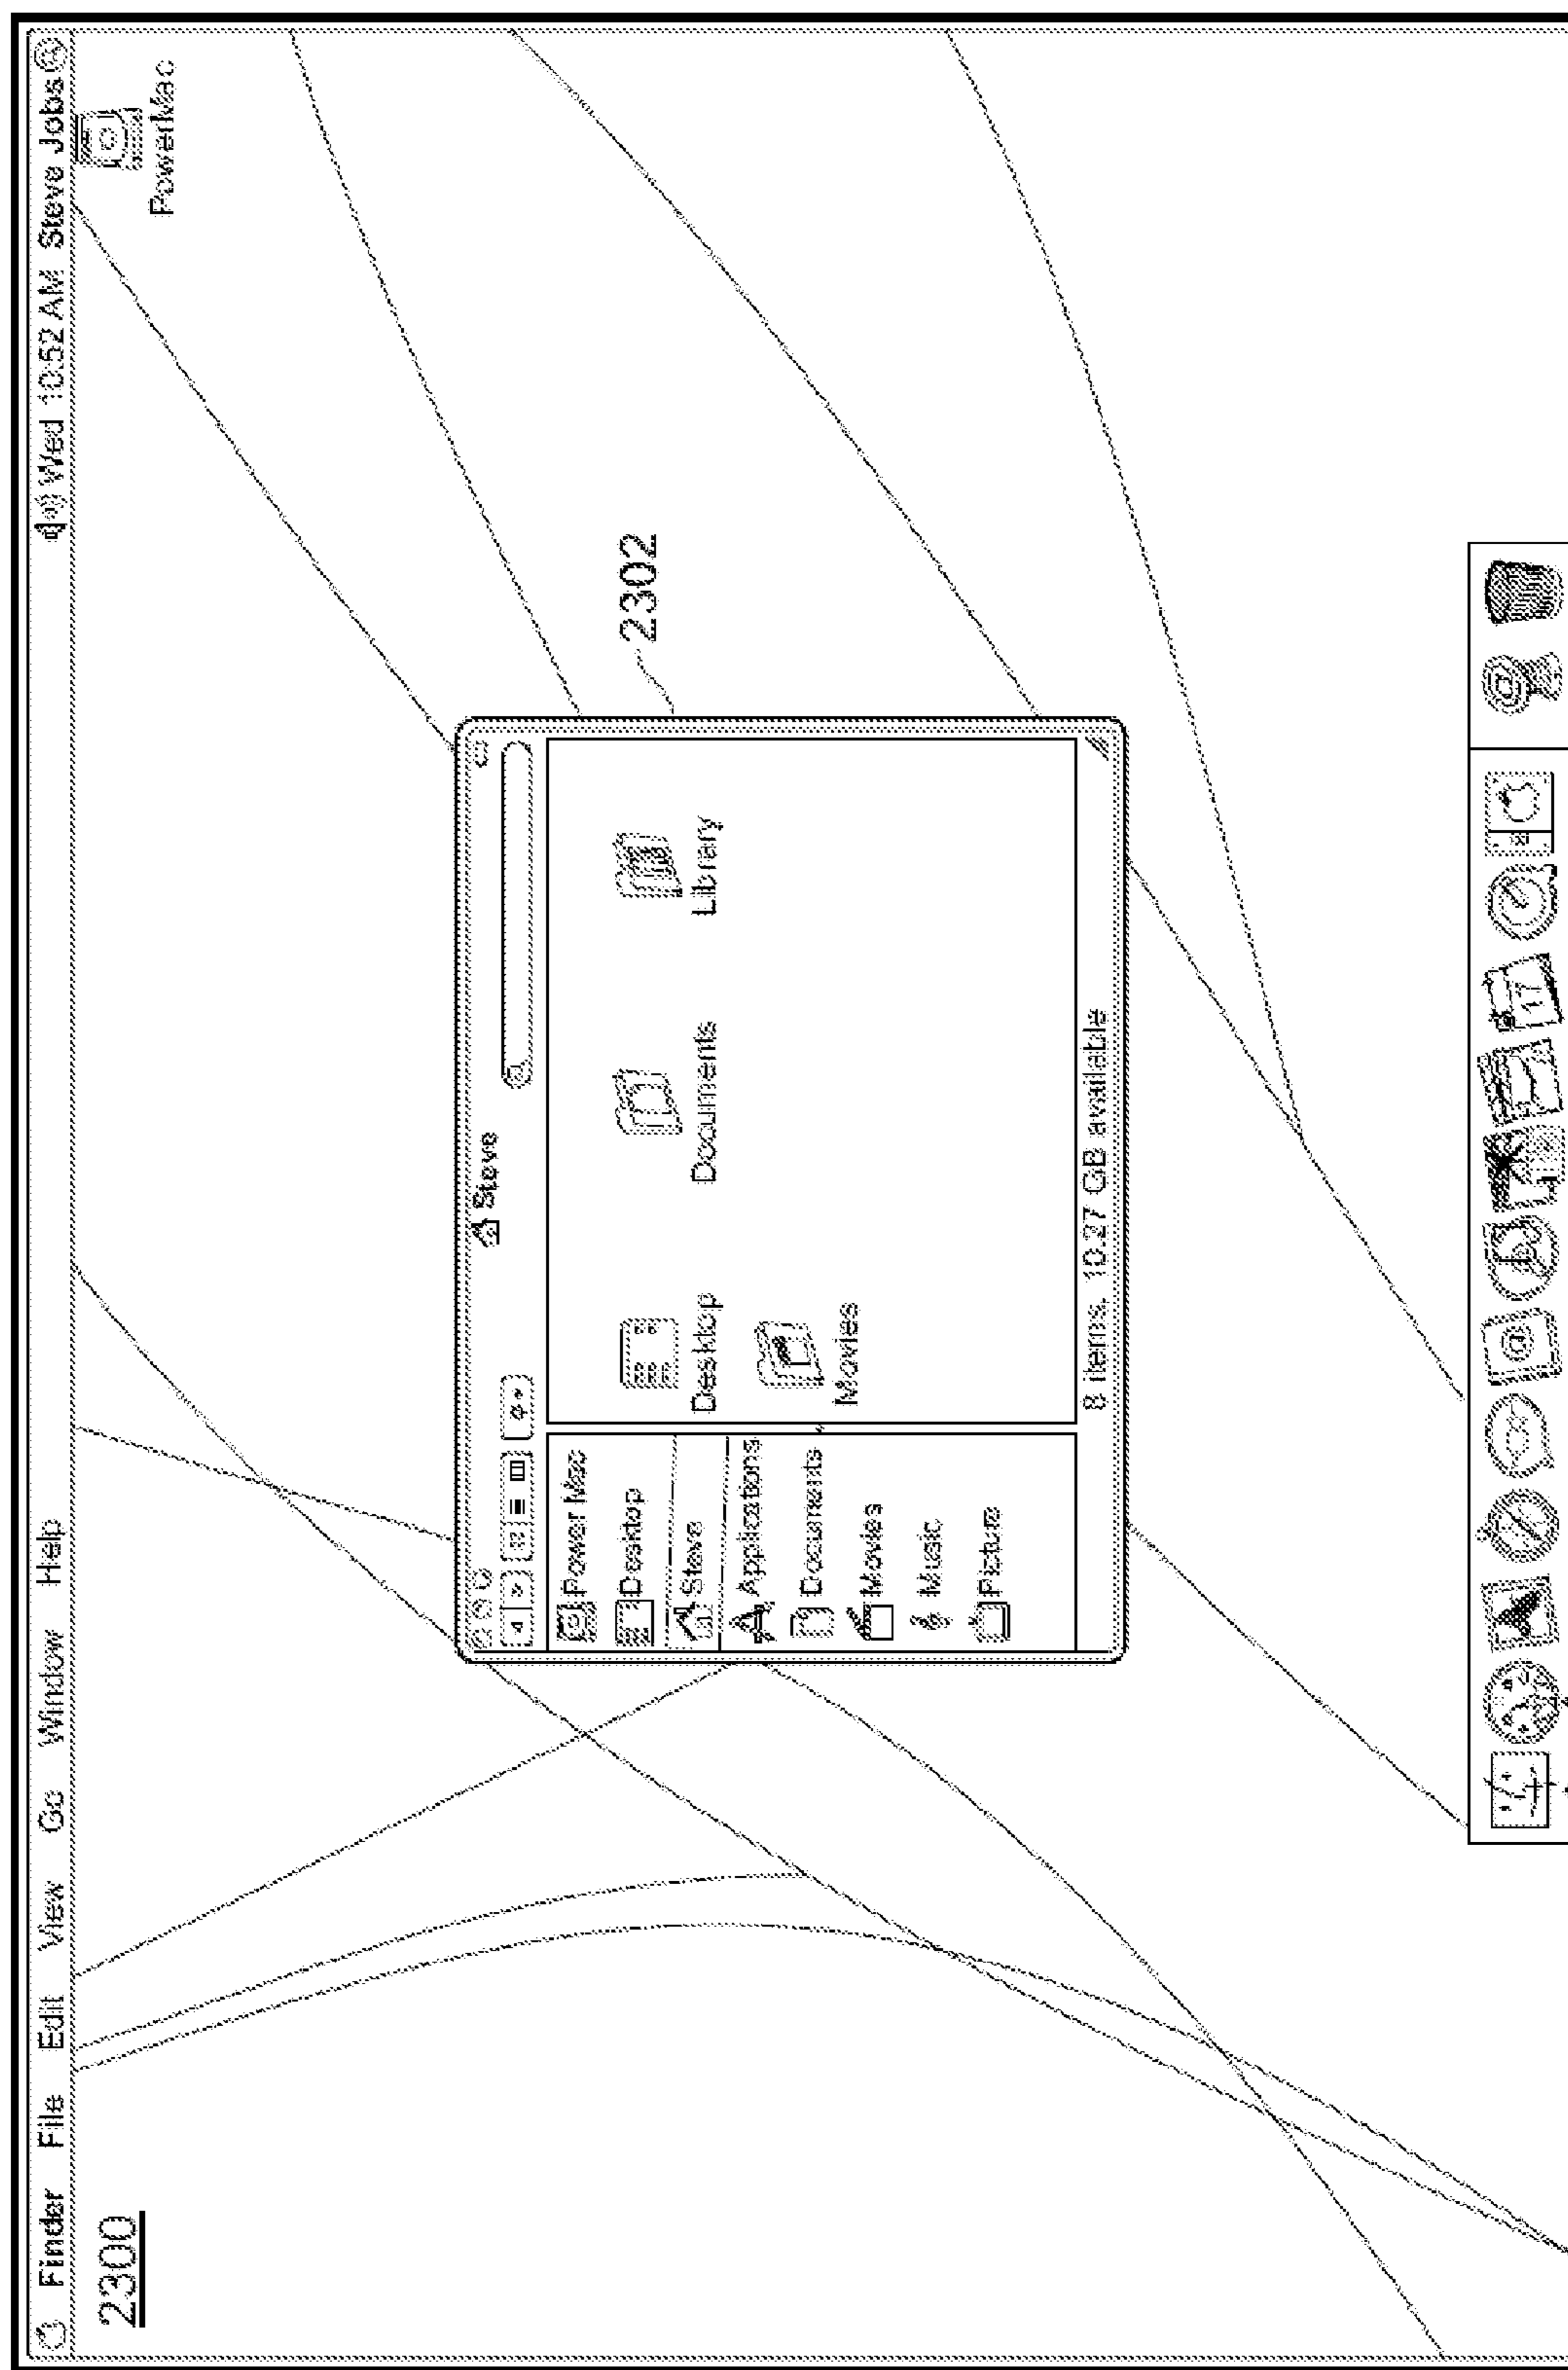 Finder File Edit View Go Window Help Wed 10:52 AM Steve Jobs
2300
PowerMac
2302
Steve
Power Mac
Desktop
Steve
Applications
Documents
Movies
Music
Picture
Desktop Documents Library
Movies
8 items, 10.27 GB available
@ 17 @